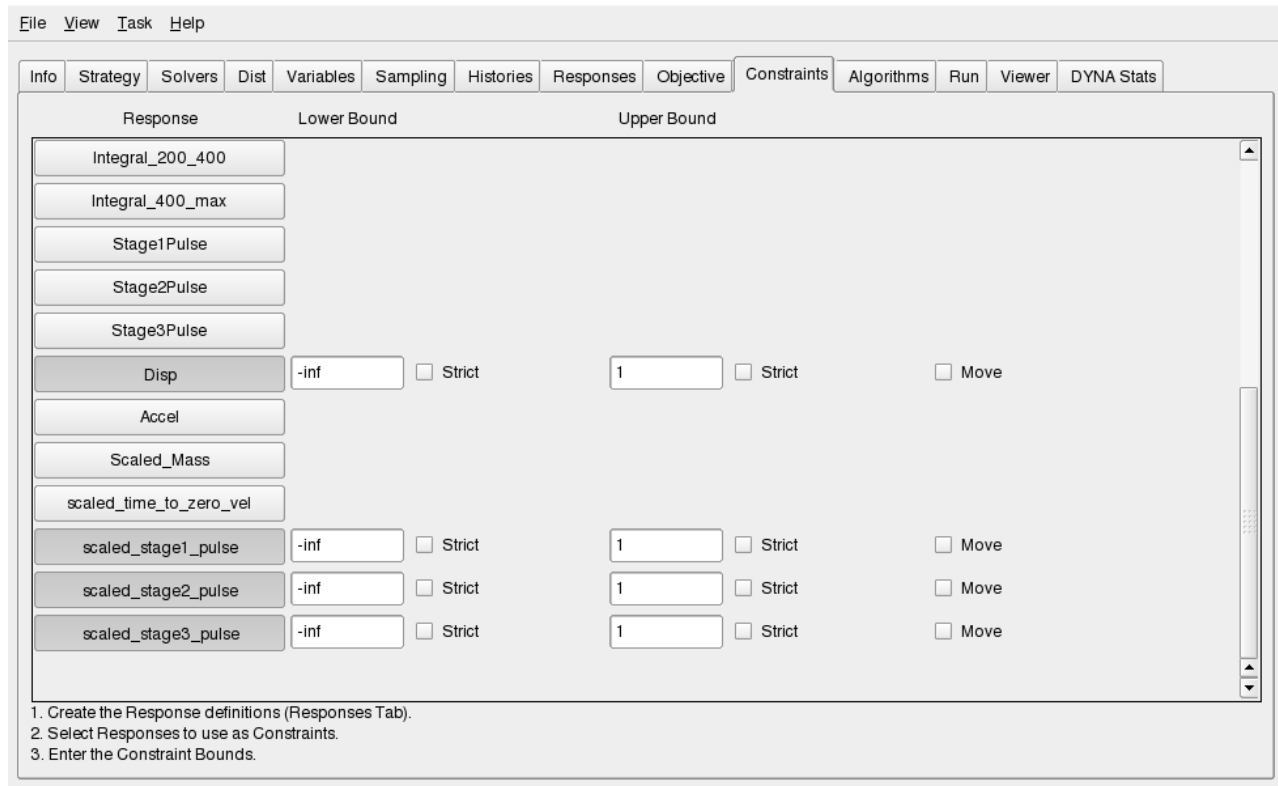 File View Task Help
Info Strategy Solvers Dist Variables Sampling Histories Responses Objective Constraints Algorithms Run Viewer DYNA Stats
Response Lower Bound Upper Bound
Integral_200_400
Integral_400_max
Stage1Pulse
Stage2Pulse
Stage3Pulse
Disp -inf Strict 1 Strict Move
Accel
Scaled_Mass
scaled_time_to_zero_vel
scaled_stage1_pulse -inf Strict 1 Strict Move
scaled_stage2_pulse -inf Strict 1 Strict Move
scaled_stage3_pulse -inf Strict 1 Strict Move
1. Create the Response definitions (Responses Tab).
2. Select Responses to use as Constraints.
3. Enter the Constraint Bounds.